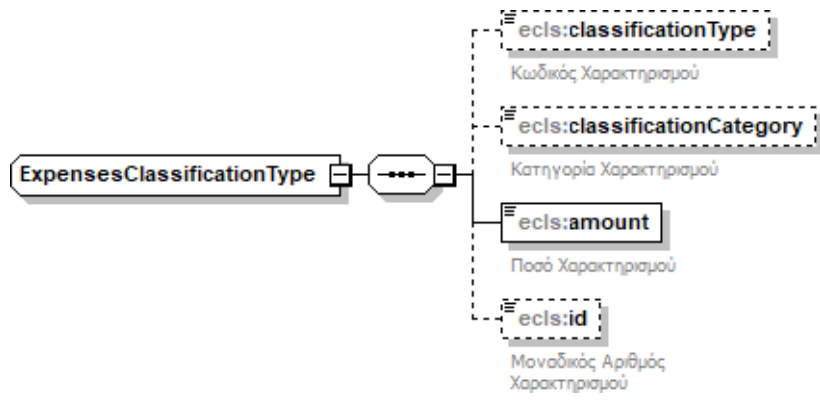 ecls:classificationType
Κωδικός Χαρακτηρισμού
ecls:classificationCategory
Κατηγορία Χαρακτηρισμού
ExpensesClassificationType
ecls:amount
Ποσό Χαρακτηρισμού
ecls:id
Μοναδικός Αριθμός
Χαρακτηρισμού